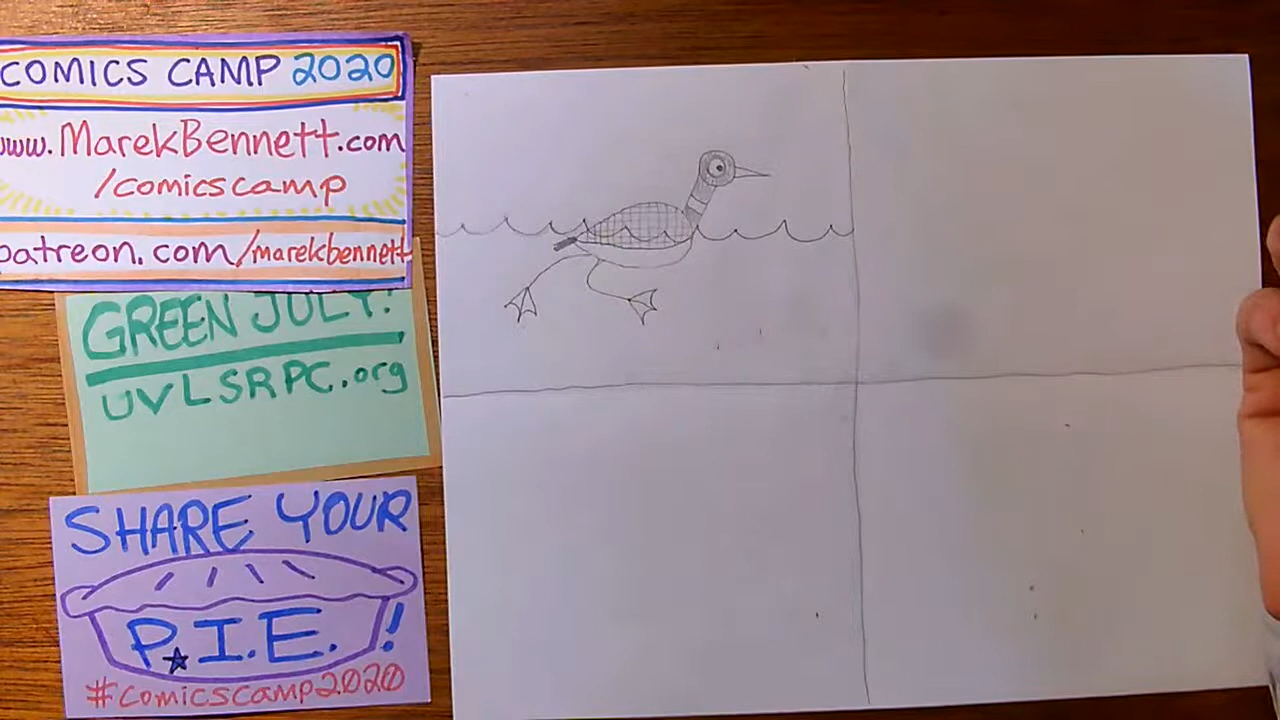 COMICS CAMP 2020
www.MarekBennett.com
/comicscamp
patreon.com/marekbennett
GREEN JULY!
UVLSRPC.org
SHARE YOUR
P.I.E.!
#comicscamp2020